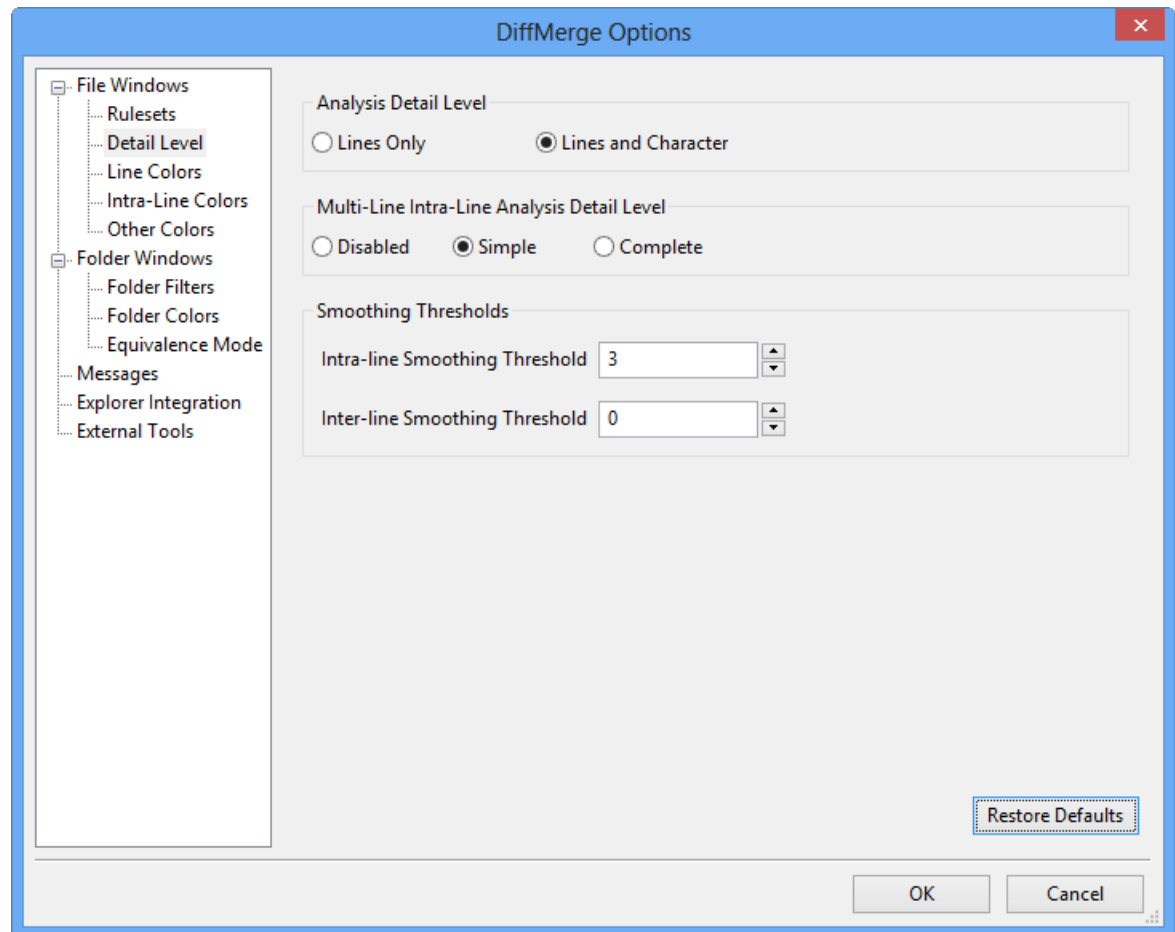 DiffMerge Options
File Windows
Rulesets
Detail Level
Line Colors
Intra-Line Colors
Other Colors
Folder Windows
Folder Filters
Folder Colors
Equivalence Mode
Messages
Explorer Integration
External Tools
Analysis Detail Level
Lines Only Lines and Character
Multi-Line Intra-Line Analysis Detail Level
Disabled Simple Complete
Smoothing Thresholds
Intra-line Smoothing Threshold 3
Inter-line Smoothing Threshold 0
Restore Defaults
OK Cancel